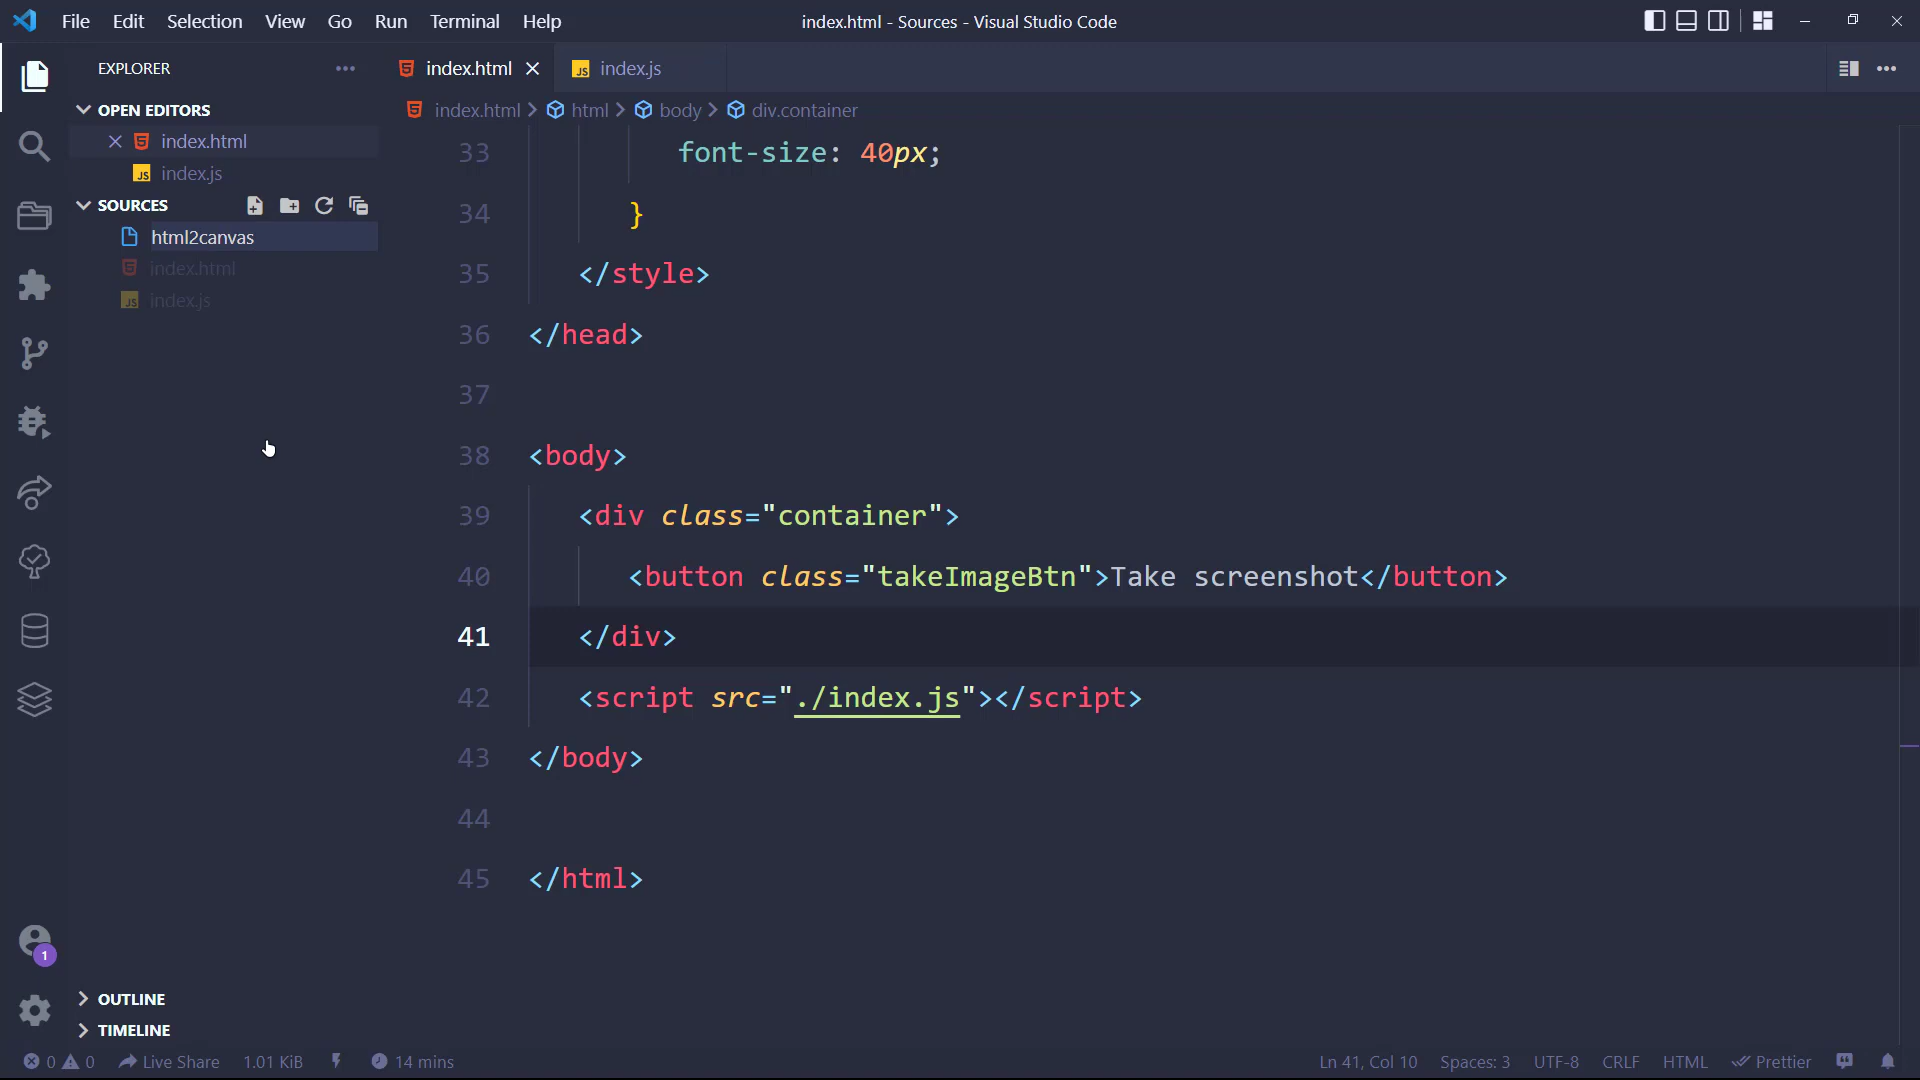 File Edit Selection View Go Run Terminal Help index.html - Sources - Visual Studio Code
EXPLORER
index.html
JS index.js
OPEN EDITORS
index.html > html > body > div.container
index.html
JS index.js
SOURCES
html2canvas
index.html
JS index.js
33 font-size: 40px;
34 }
35 </style>
36 </head>
37
38 <body>
39 <div class="container">
40 <button class="takeImageBtn">Take screenshot</button>
41 </div>
42 <script src="./index.js"></script>
43 </body>
44
45 </html>
1
OUTLINE
TIMELINE
0 0 Live Share 1.01 KiB 14 mins Ln 41, Col 10 Spaces: 3 UTF-8 CRLF HTML Prettier